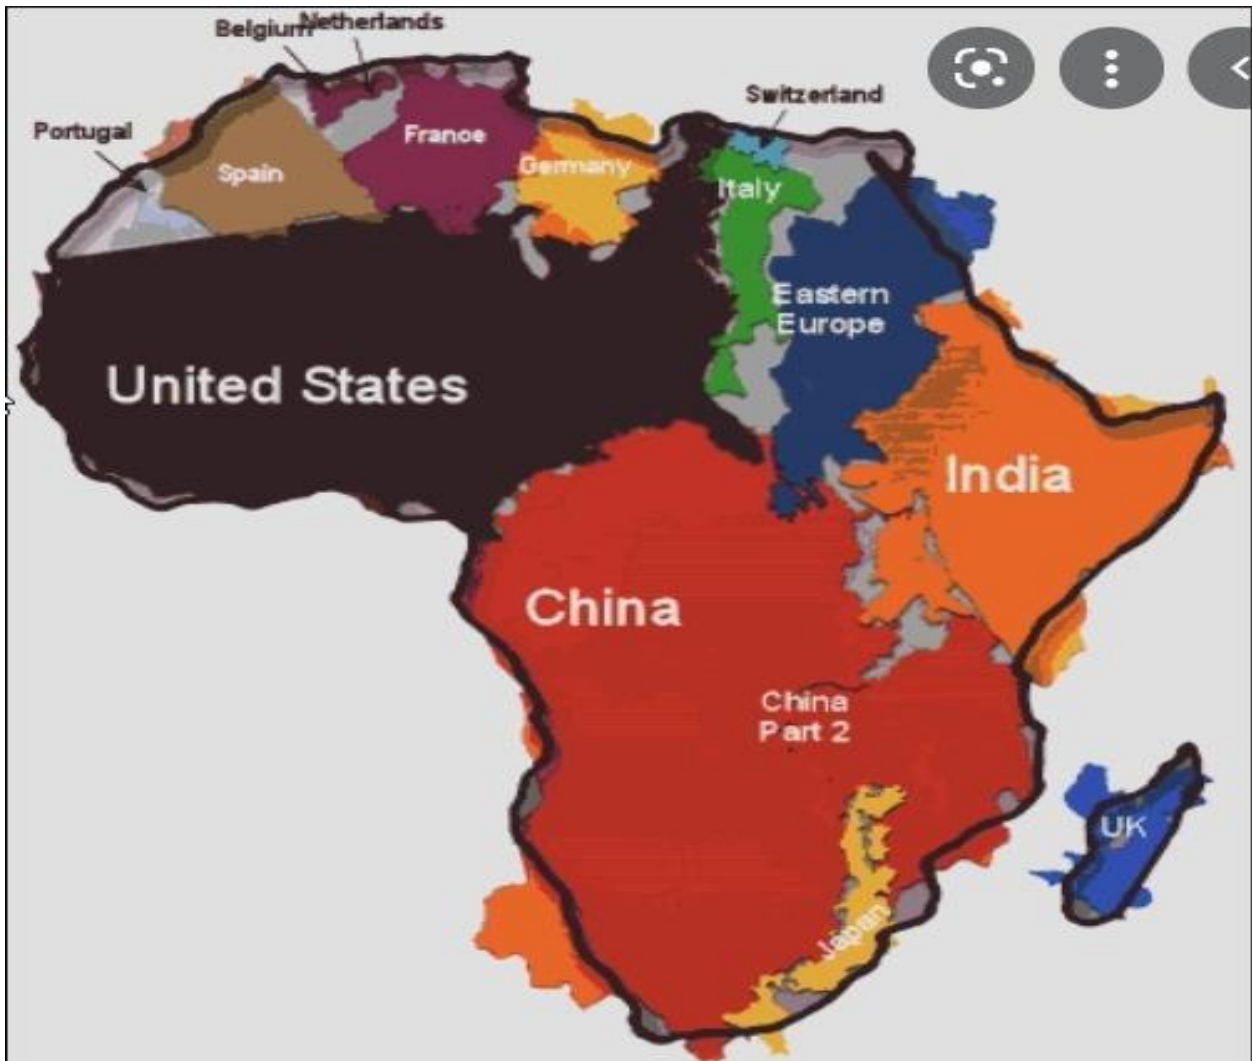 Belgium
Netherlands
Switzerland
Portugal
France
Spain
Germany
Italy
Eastern
Europe
United States
India
China
China
Part 2
UK
Japan